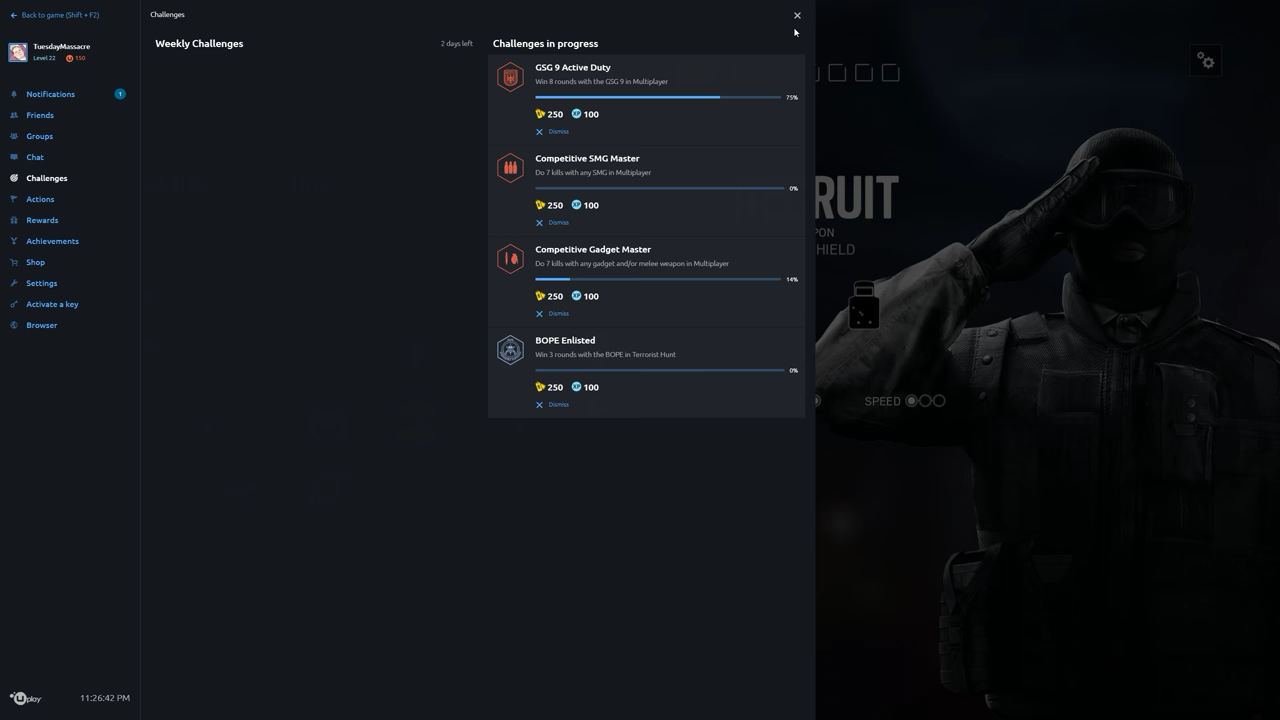 Back to game (Shift + F2)
TuesdayMassacre
Level 22 150
Notifications 1
Friends
Groups
Chat
Challenges
Actions
Rewards
Achievements
Shop
Settings
Activate a key
Browser
uplay 11:26:42 PM
Challenges
Weekly Challenges 2 days left
Challenges in progress
GSG 9 Active Duty
Win 8 rounds with the GSG 9 in Multiplayer
75%
250 XP 100
Dismiss
Competitive SMG Master
Do 7 kills with any SMG in Multiplayer
0%
250 XP 100
Dismiss
Competitive Gadget Master
Do 7 kills with any gadget and/or melee weapon in Multiplayer
14%
250 XP 100
Dismiss
BOPE Enlisted
Win 3 rounds with the BOPE in Terrorist Hunt
0%
250 XP 100
Dismiss
RUIT
PON
HIELD
SPEED